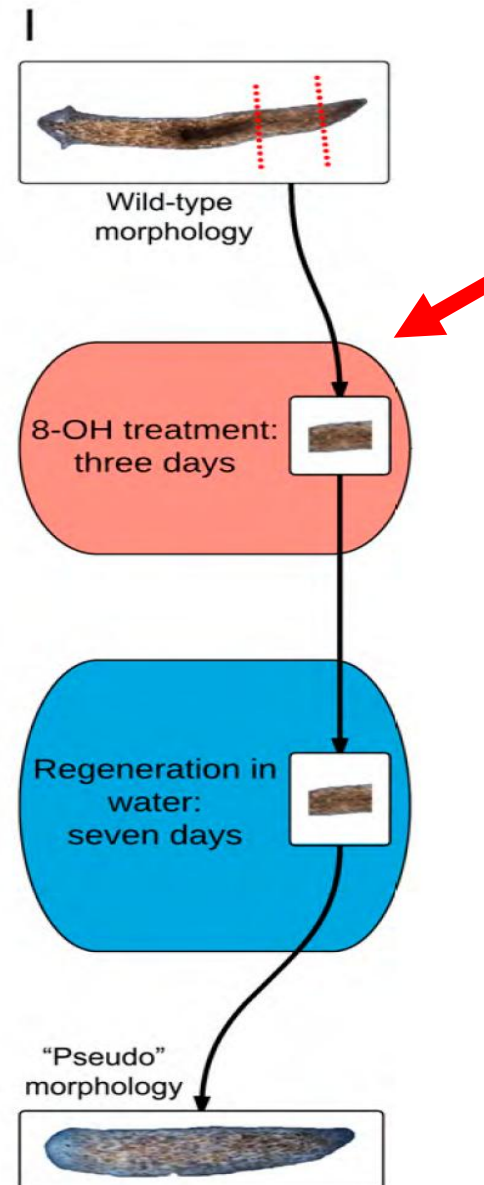 I
Wild-type
morphology
8-OH treatment:
three days
Regeneration in
water:
seven days
“Pseudo”
morphology